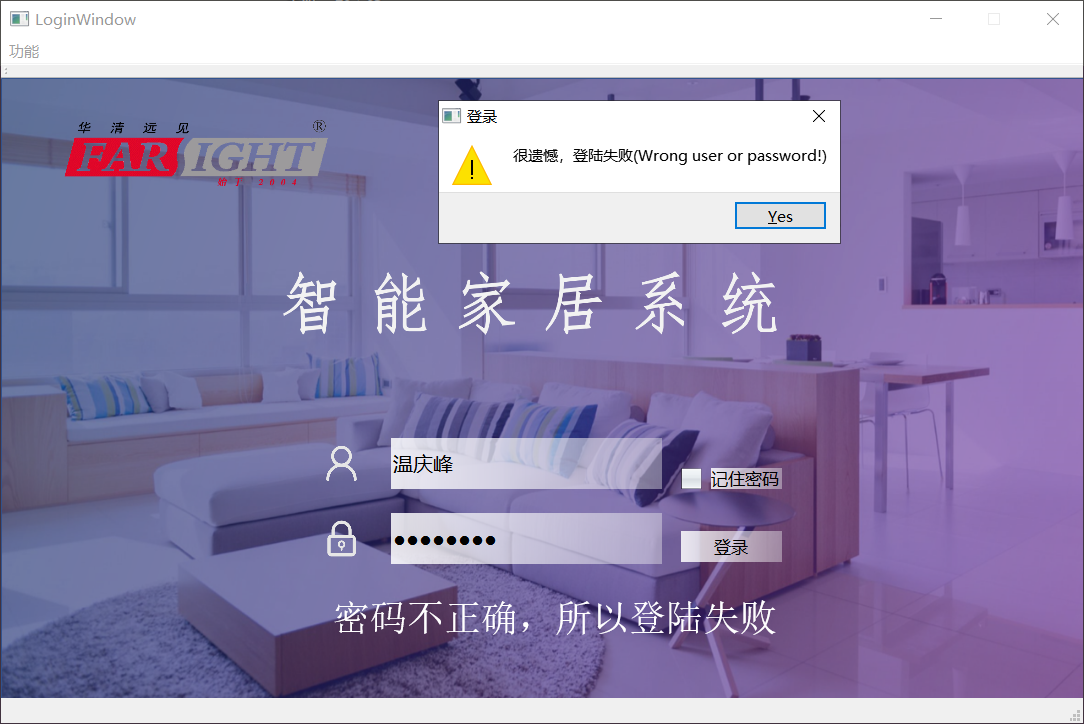 LoginWindow
功能
华清远见
®
FARSIGHT
始于 2004
登录
很遗憾，登陆失败(Wrong user or password!)
Yes
智能家居系统
温庆峰
记住密码
●●●●●●●●
登录
密码不正确，所以登陆失败